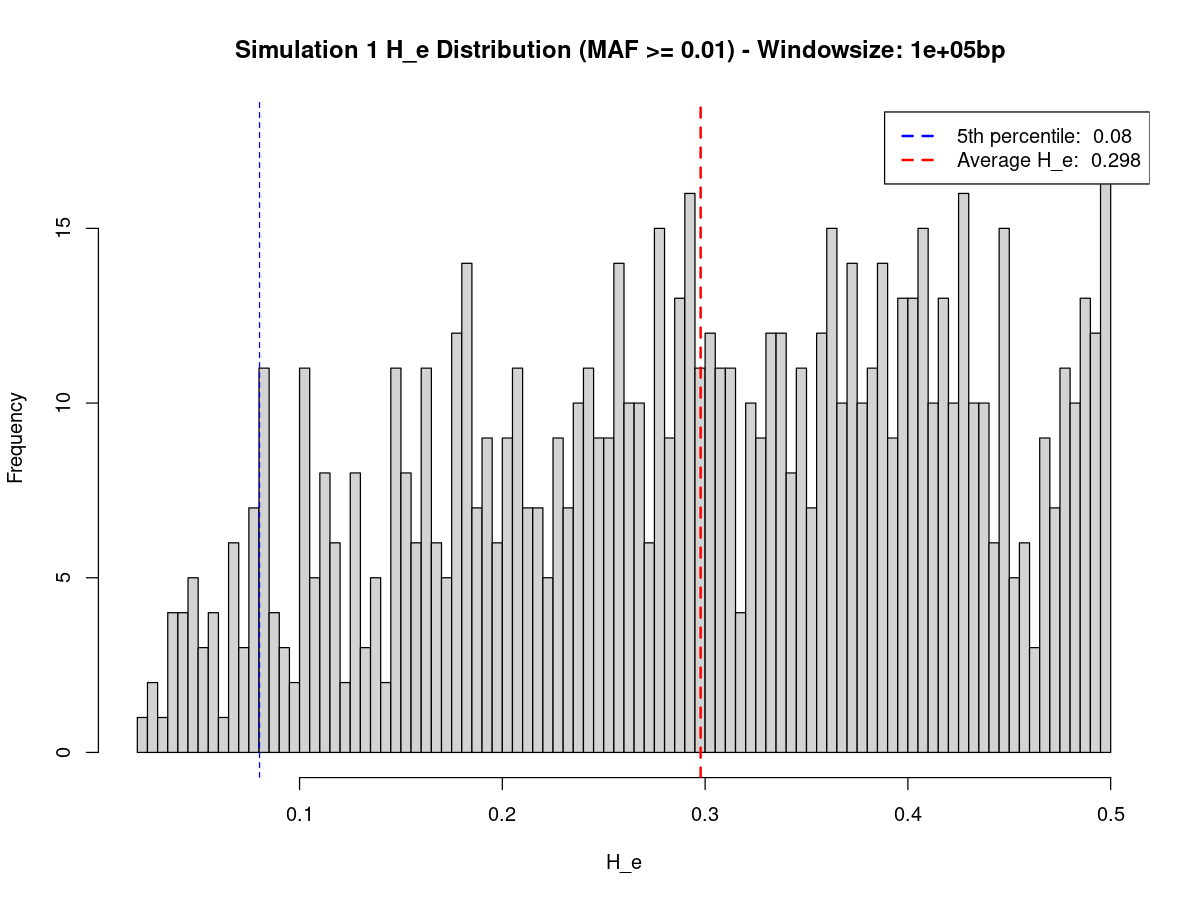 Simulation 1 H_e Distribution (MAF >= 0.01) - Windowsize: 1e+05bp
5th percentile: 0.08
Average H_e: 0.298
Frequency
15
10
5
0
0.1 0.2 0.3 0.4 0.5
H_e